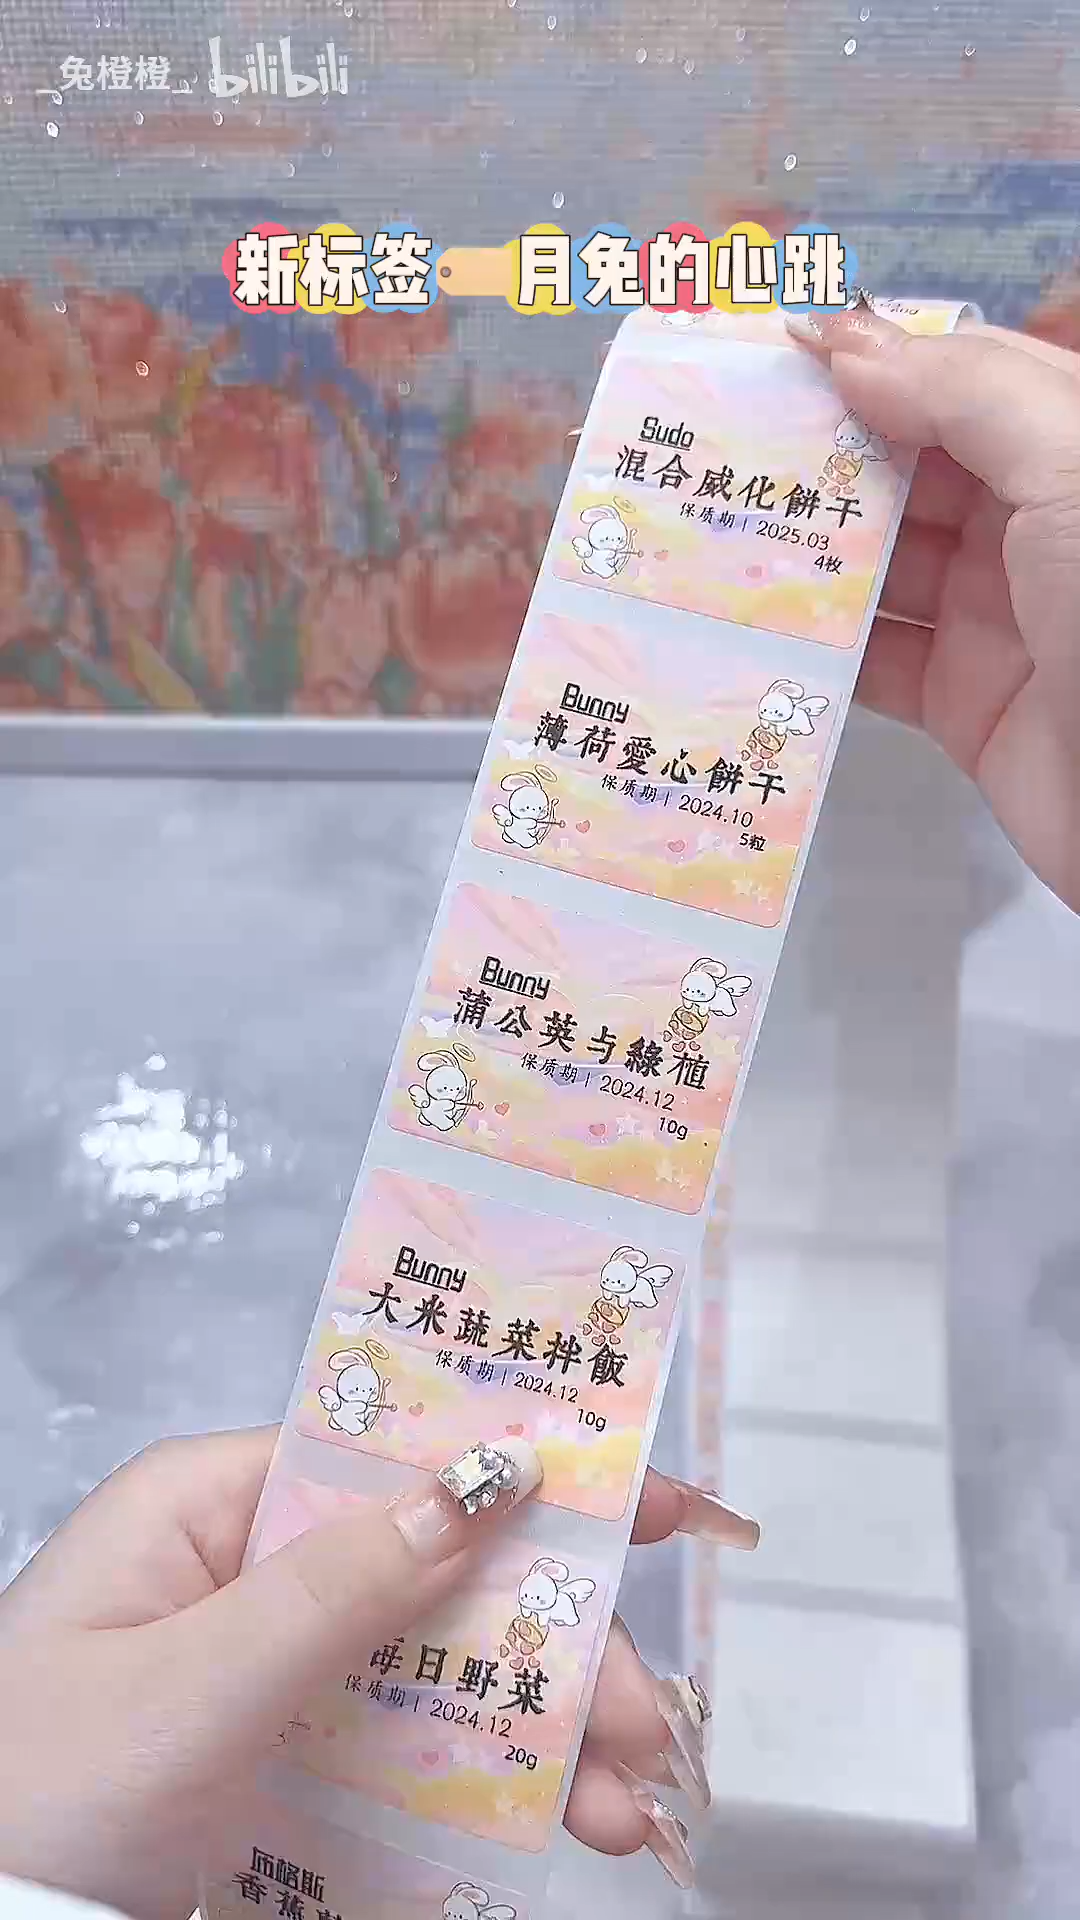 _兔橙橙_ bilibili
新标签 月兔的心跳
Sudo
混合威化餅干
保质期 | 2025.03
4枚
Bunny
薄荷愛心餅干
保质期 | 2024.10
5粒
Bunny
蒲公英与綠植
保质期 | 2024.12
10g
Bunny
大米蔬菜拌飯
保质期 | 2024.12
10g
每日野菜
保质期 | 2024.12
20g
香蕉